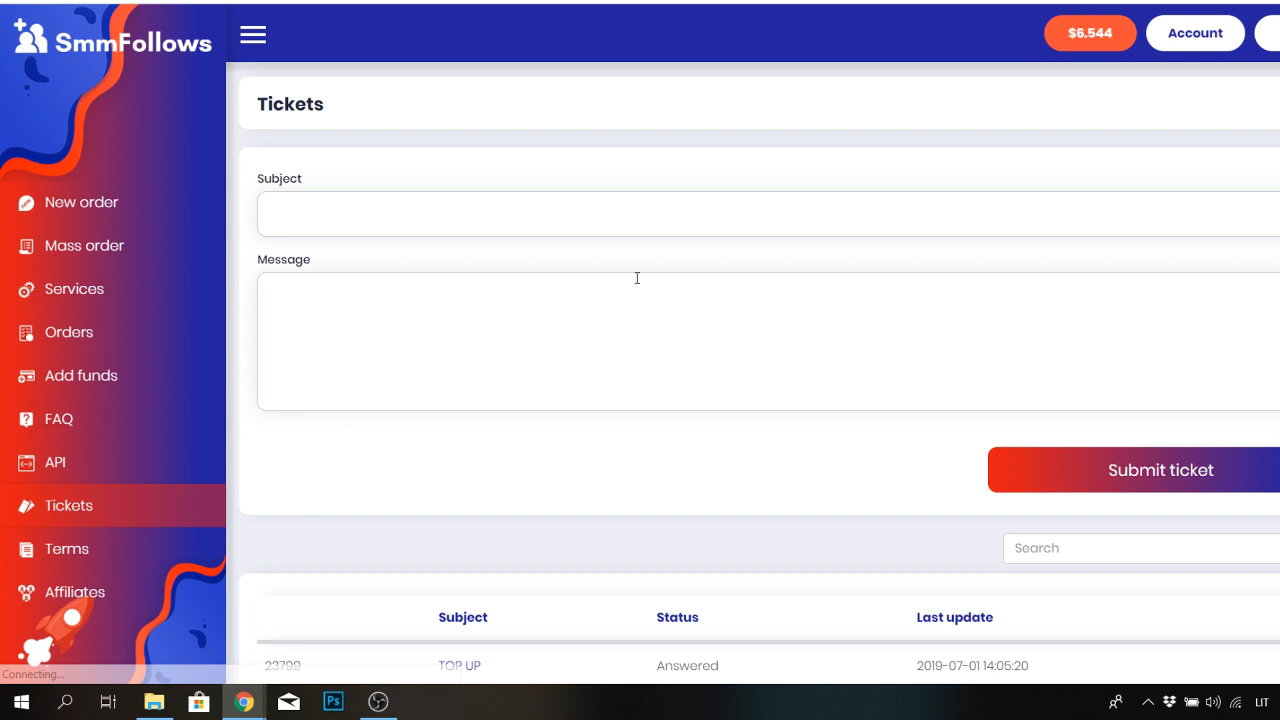 SmmFollows
$6.544
Account
Tickets
Subject
Message
New order
Mass order
Services
Orders
Add funds
FAQ
API
Tickets
Terms
Affiliates
Submit ticket
Search
Subject Status Last update
23799 TOP UP Answered 2019-07-01 14:05:20
Connecting...
Ps
LIT